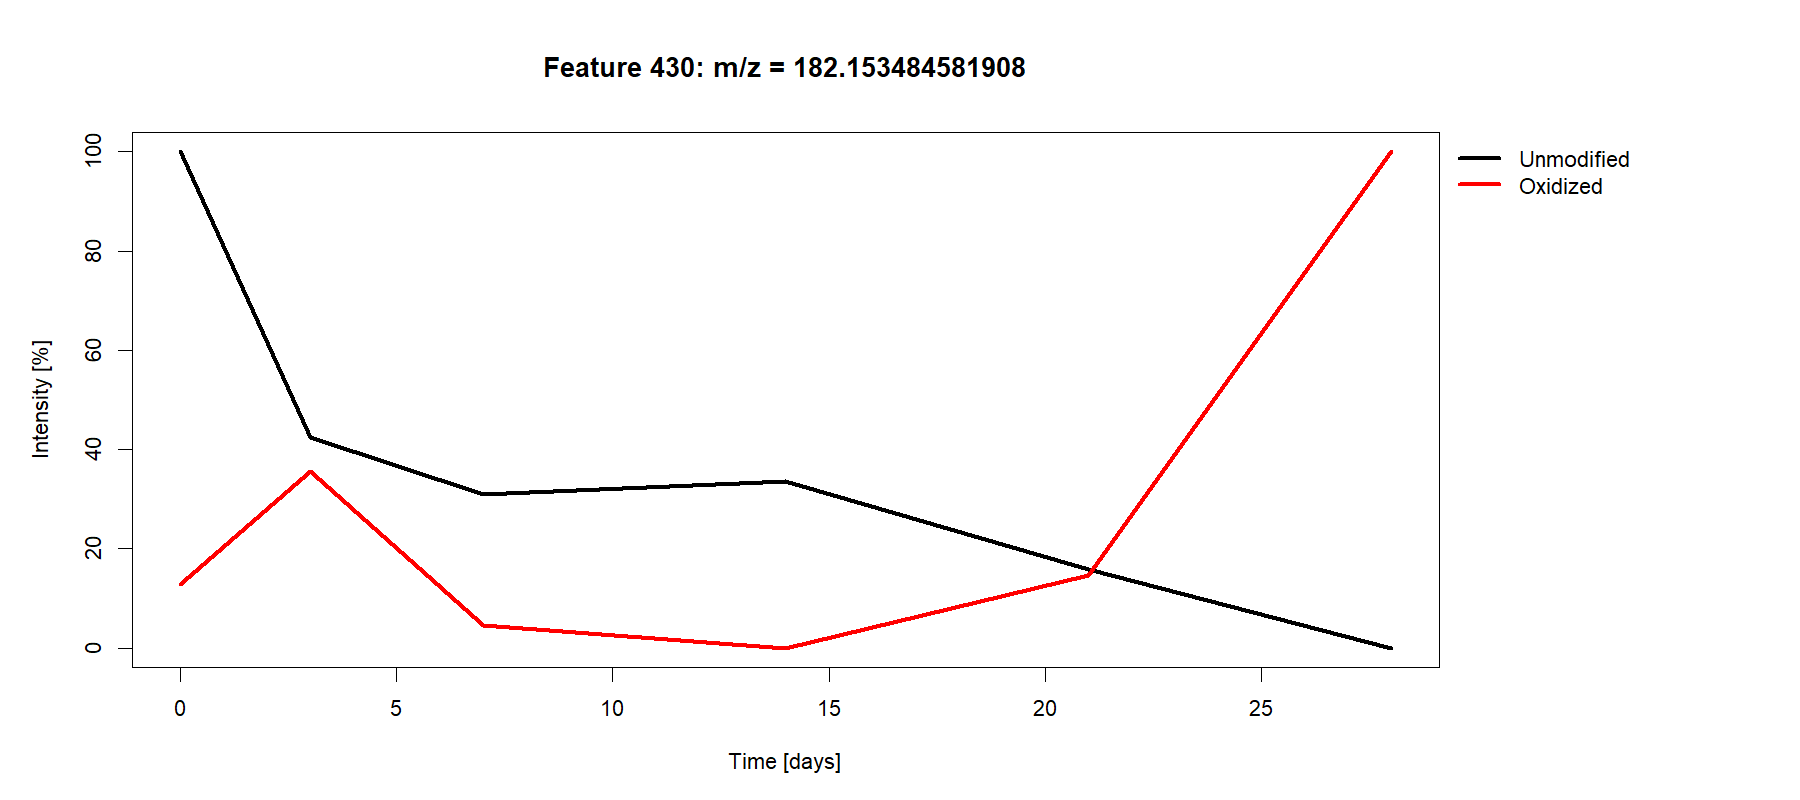 Feature 430: m/z = 182.153484581908
Unmodified
Oxidized
100
80
60
40
20
0
Intensity [%]
0 5 10 15 20 25
Time [days]